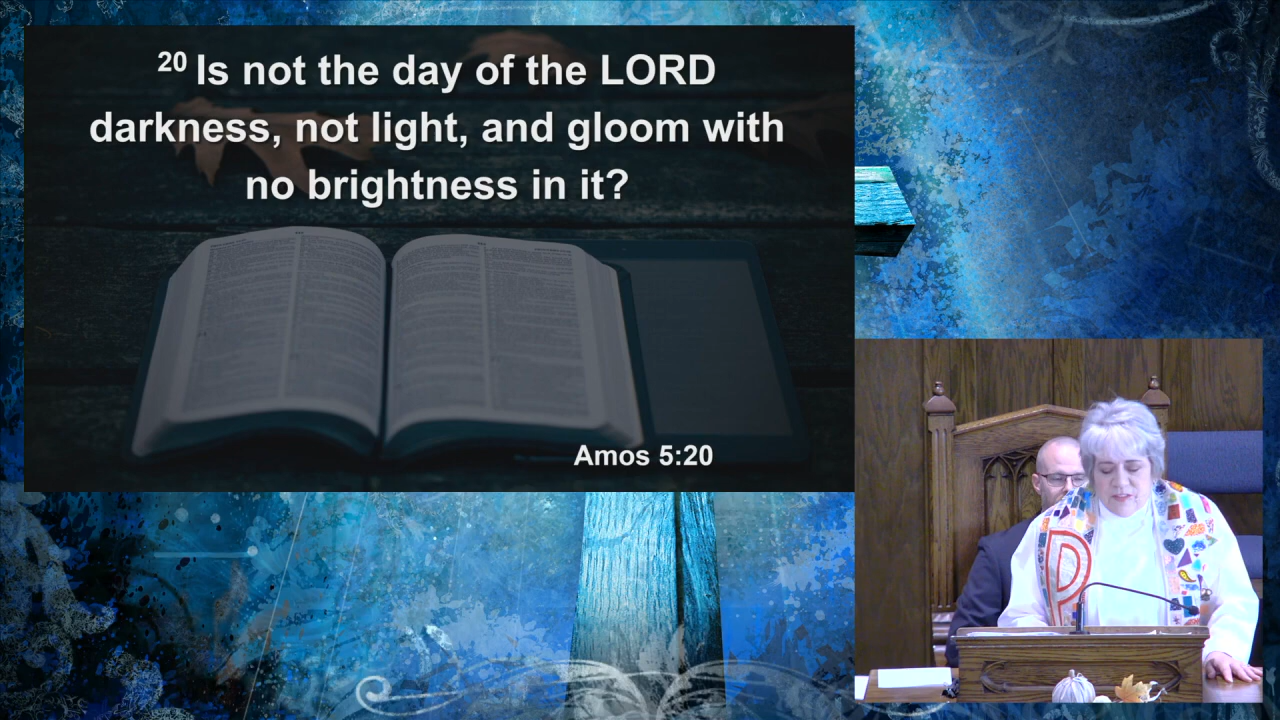 20 Is not the day of the LORD
darkness, not light, and gloom with
no brightness in it?
Amos 5:20